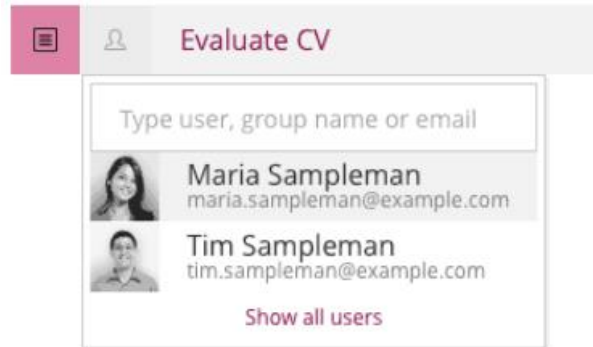 Evaluate CV
Type user, group name or email
Maria Sampleman
maria.sampleman@example.com
Tim Sampleman
tim.sampleman@example.com
Show all users